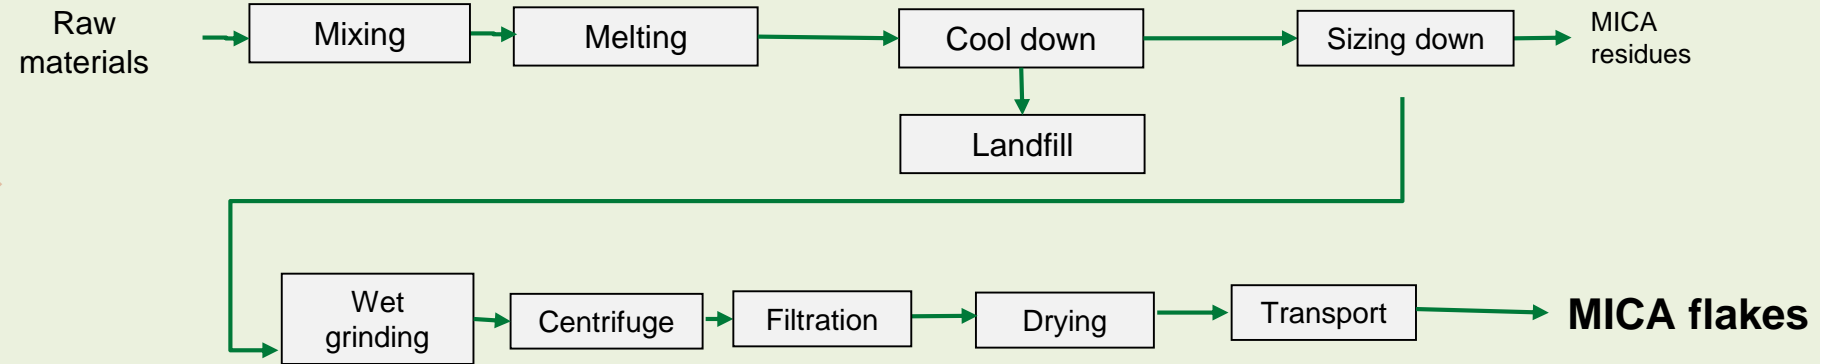 Raw
materials
Mixing
Melting
Cool down
Sizing down
MICA
residues
Landfill
Wet
grinding
Centrifuge
Filtration
Drying
Transport
MICA flakes